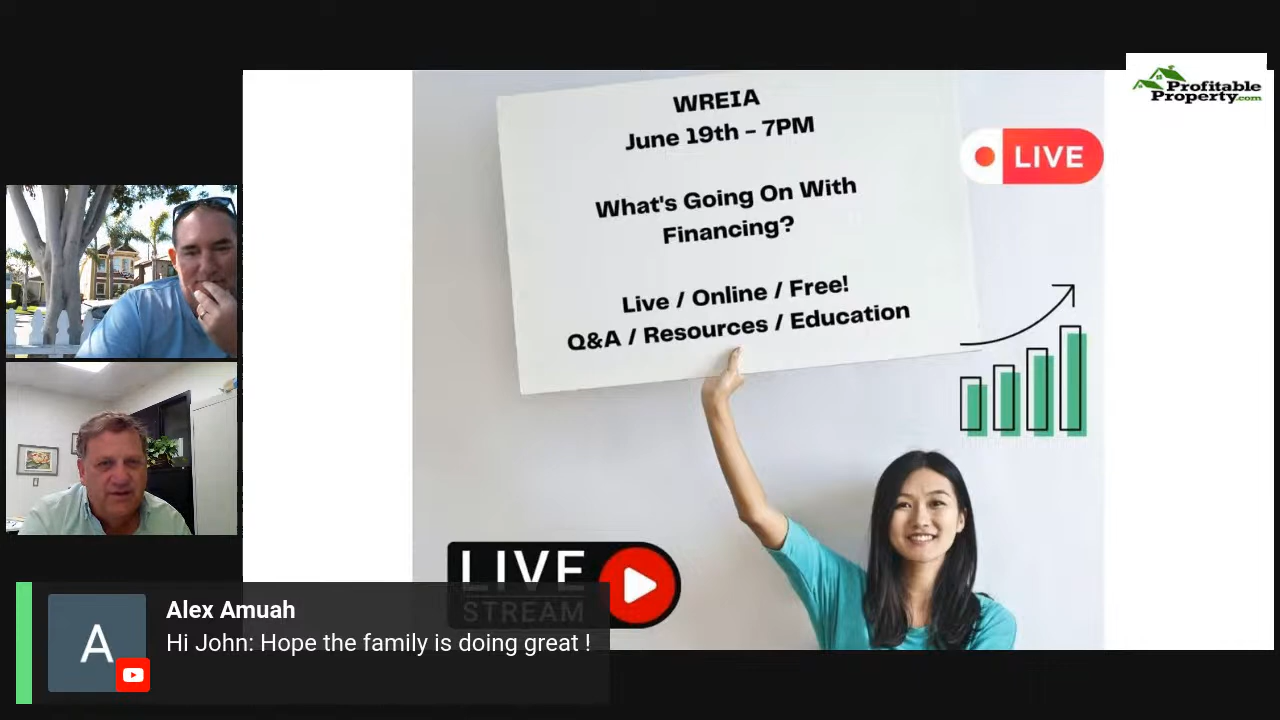 Profitable
Property.com
WREIA
June 19th - 7PM
What's Going On With
Financing?
Live / Online / Free!
Q&A / Resources / Education
LIVE
LIVE
STREAM
Alex Amuah
A
Hi John: Hope the family is doing great !